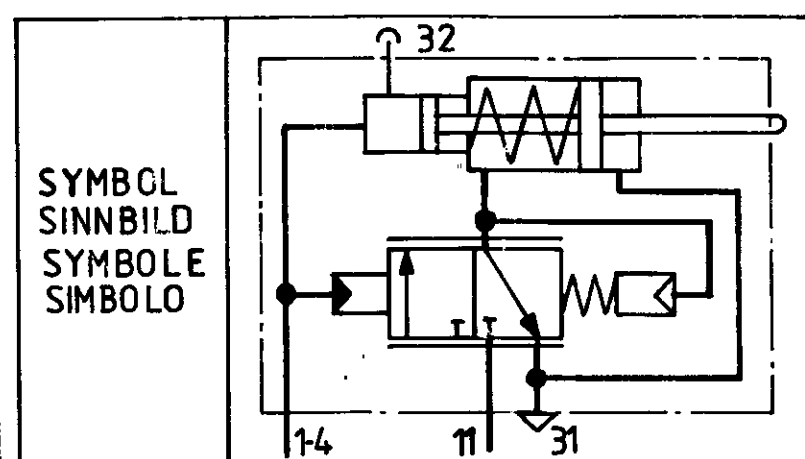 SYMBOL
SINNBILD
SYMBOLE
SIMBOLO
32
1-4
11
31